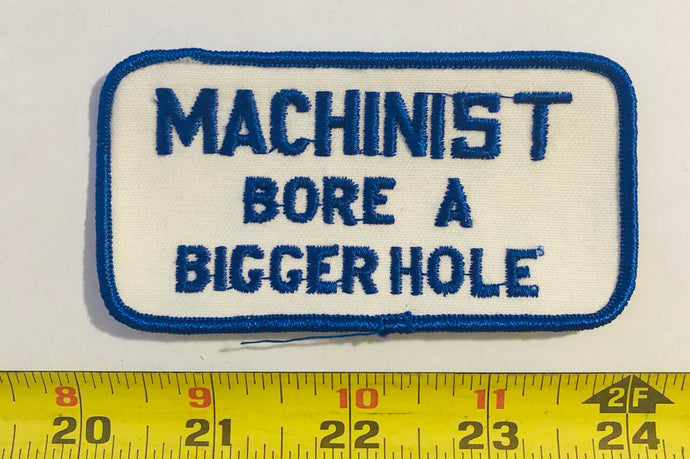 MACHINIST
BORE A
BIGGER HOLE
8 9 10 11 2F
20 21 22 23 24